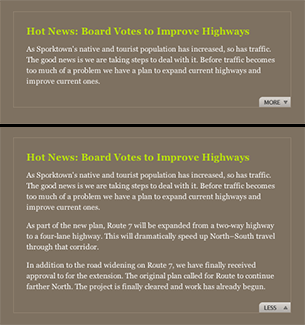 Hot News: Board Votes to Improve Highways
As Sporktown's native and tourist population has increased, so has traffic.
The good news is we are taking steps to deal with it. Before traffic becomes
too much of a problem we have a plan to expand current highways and
improve current ones.
MORE
Hot News: Board Votes to Improve Highways
As Sporktown's native and tourist population has increased, so has traffic.
The good news is we are taking steps to deal with it. Before traffic becomes
too much of a problem we have a plan to expand current highways and
improve current ones.
As part of the new plan, Route 7 will be expanded from a two-way highway
to a four-lane highway. This will dramatically speed up North–South travel
through that corridor.
In addition to the road widening on Route 7, we have finally received
approval to for the extension. The original plan called for Route to continue
farther North. The project is finally cleared and work has already begun.
LESS